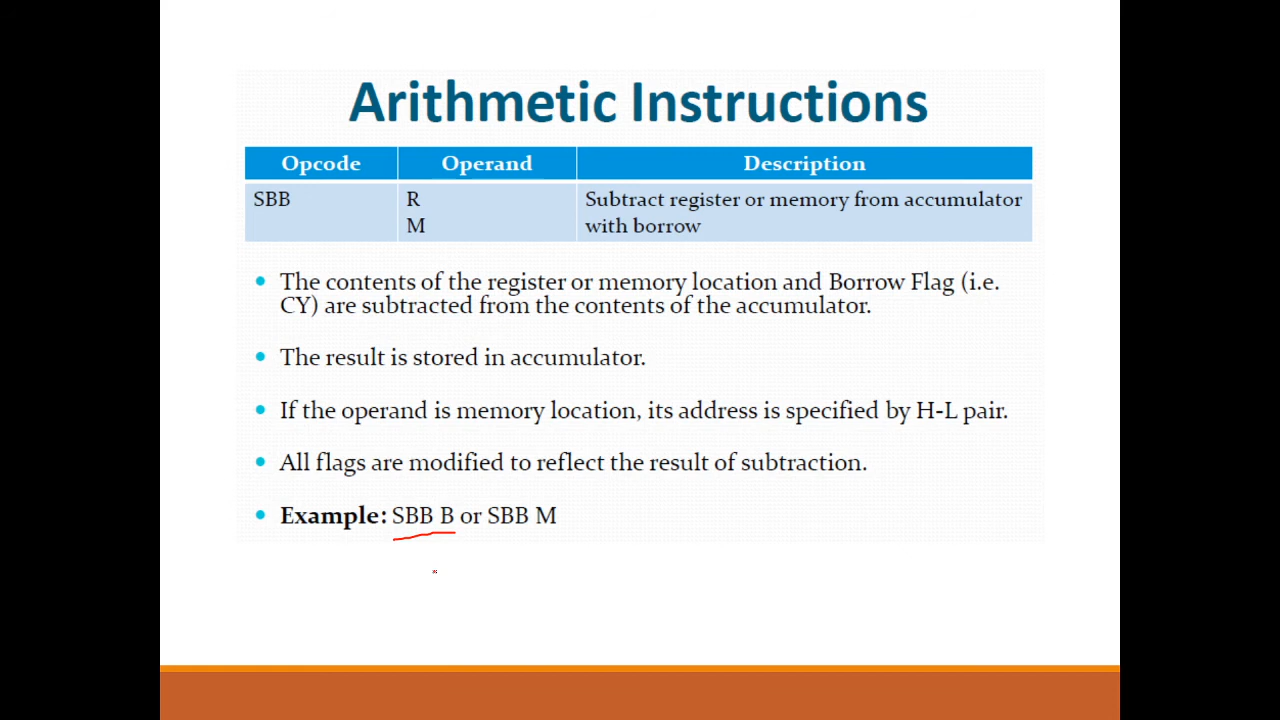 Arithmetic Instructions
Opcode Operand Description
SBB R Subtract register or memory from accumulator
M with borrow
The contents of the register or memory location and Borrow Flag (i.e.
CY) are subtracted from the contents of the accumulator.
The result is stored in accumulator.
If the operand is memory location, its address is specified by H-L pair.
All flags are modified to reflect the result of subtraction.
Example: SBB B or SBB M